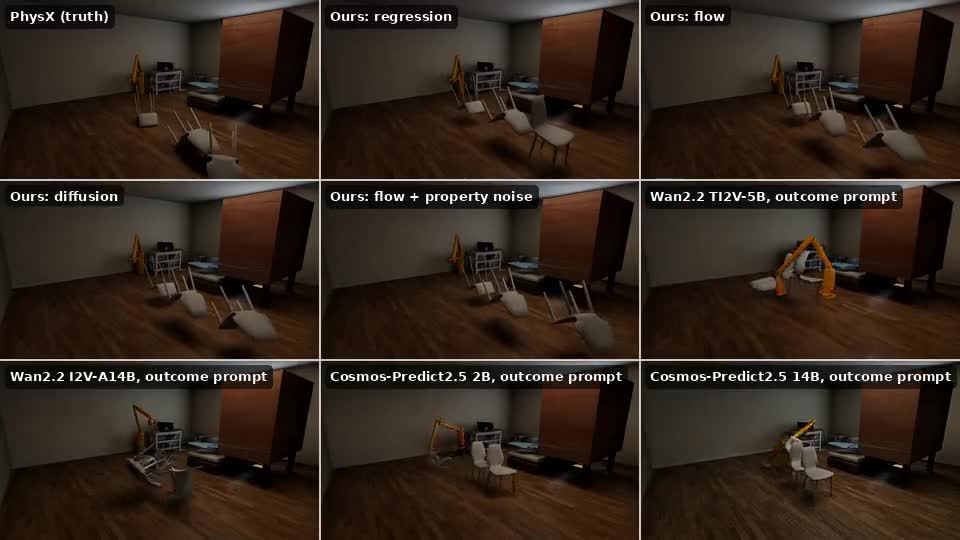 PhysX (truth)
Ours: regression
Ours: flow
Ours: diffusion
Ours: flow + property noise
Wan2.2 TI2V-5B, outcome prompt
Wan2.2 I2V-A14B, outcome prompt
Cosmos-Predict2.5 2B, outcome prompt
Cosmos-Predict2.5 14B, outcome prompt